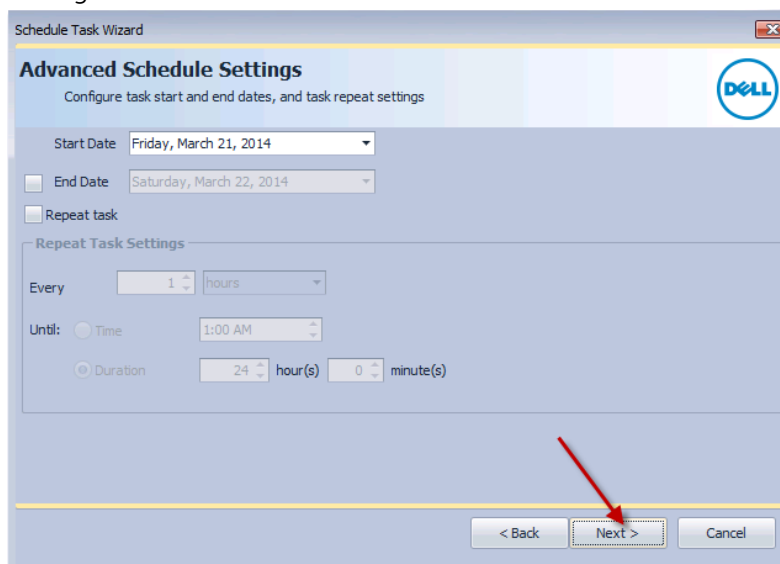 Schedule Task Wizard
Advanced Schedule Settings
Configure task start and end dates, and task repeat settings
DELL
Start Date Friday, March 21, 2014
End Date Saturday, March 22, 2014
Repeat task
Repeat Task Settings
Every 1 hours
Until: Time 1:00 AM
Duration 24 hour(s) 0 minute(s)
< Back Next > Cancel